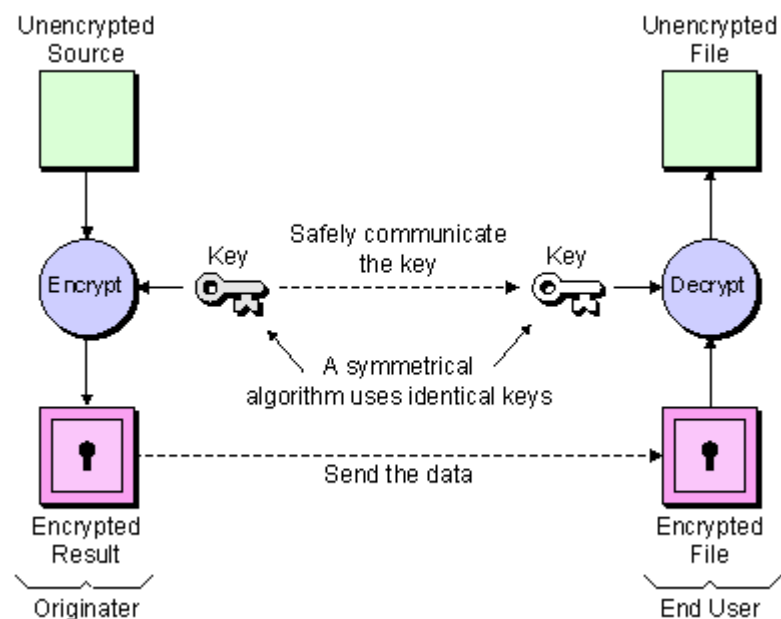 Unencrypted
Source
Unencrypted
File
Encrypt
Key
Safely communicate
the key
Key
Decrypt
A symmetrical
algorithm uses identical keys
Send the data
Encrypted
Result
Encrypted
File
Originater
End User